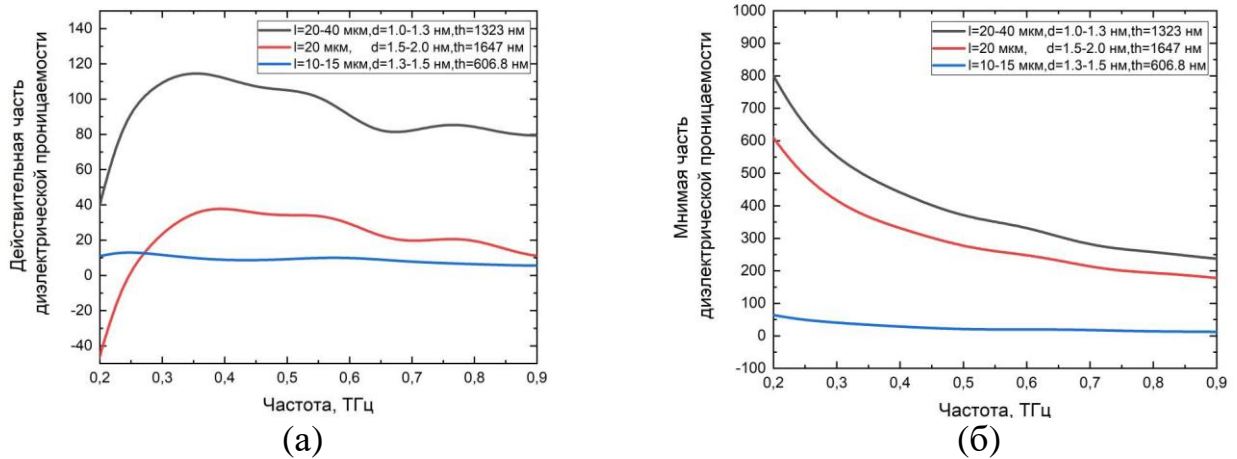 Действительная часть
диэлектрической проницаемости
140
120
100
80
60
40
20
0
-20
-40
l=20-40 мкм,d=1.0-1.3 нм,th=1323 нм
l=20 мкм, d=1.5-2.0 нм,th=1647 нм
l=10-15 мкм,d=1.3-1.5 нм,th=606.8 нм
0,2 0,3 0,4 0,5 0,6 0,7 0,8 0,9
Частота, ТГц
(а)
Мнимая часть
диэлектрической проницаемости
1000
900
800
700
600
500
400
300
200
100
0
-100
l=20-40 мкм,d=1.0-1.3 нм,th=1323 нм
l=20 мкм, d=1.5-2.0 нм,th=1647 нм
l=10-15 мкм,d=1.3-1.5 нм,th=606.8 нм
0,2 0,3 0,4 0,5 0,6 0,7 0,8 0,9
Частота, ТГц
(б)